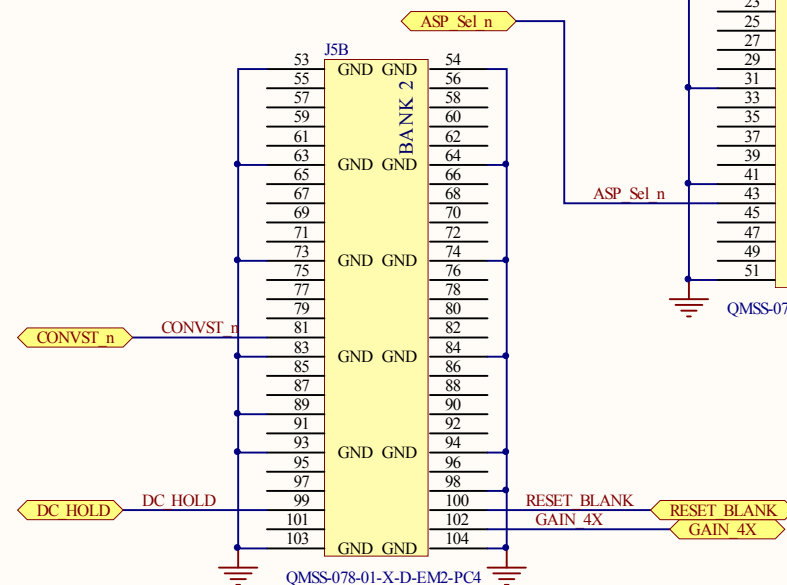 ASP_Sel_n
23
25
27
29
31
33
35
37
39
41
ASP_Sel_n 43
45
47
49
51
QMSS-07
J5B
BANK 2
53 GND GND 54
55 56
57 58
59 60
61 62
63 GND GND 64
65 66
67 68
69 70
71 72
73 GND GND 74
75 76
77 78
79 80
CONVST_n CONVST_n 81 82
83 GND GND 84
85 86
87 88
89 90
91 92
93 GND GND 94
95 96
97 98
DC_HOLD DC_HOLD 99 100 RESET_BLANK RESET_BLANK
101 102 GAIN_4X GAIN_4X
103 GND GND 104
QMSS-078-01-X-D-EM2-PC4